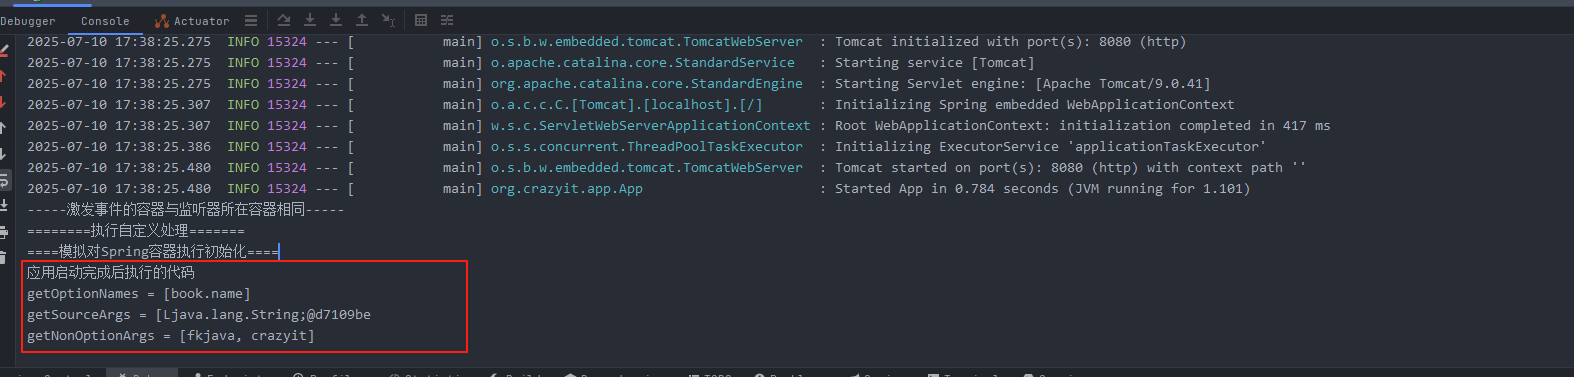 Debugger Console Actuator
2025-07-10 17:38:25.275  INFO 15324 --- [           main] o.s.b.w.embedded.tomcat.TomcatWebServer  : Tomcat initialized with port(s): 8080 (http)
2025-07-10 17:38:25.275  INFO 15324 --- [           main] o.apache.catalina.core.StandardService   : Starting service [Tomcat]
2025-07-10 17:38:25.275  INFO 15324 --- [           main] org.apache.catalina.core.StandardEngine  : Starting Servlet engine: [Apache Tomcat/9.0.41]
2025-07-10 17:38:25.307  INFO 15324 --- [           main] o.a.c.c.C.[Tomcat].[localhost].[/]       : Initializing Spring embedded WebApplicationContext
2025-07-10 17:38:25.307  INFO 15324 --- [           main] w.s.c.ServletWebServerApplicationContext : Root WebApplicationContext: initialization completed in 417 ms
2025-07-10 17:38:25.386  INFO 15324 --- [           main] o.s.s.concurrent.ThreadPoolTaskExecutor  : Initializing ExecutorService 'applicationTaskExecutor'
2025-07-10 17:38:25.480  INFO 15324 --- [           main] o.s.b.w.embedded.tomcat.TomcatWebServer  : Tomcat started on port(s): 8080 (http) with context path ''
2025-07-10 17:38:25.480  INFO 15324 --- [           main] org.crazyit.app.App                      : Started App in 0.784 seconds (JVM running for 1.101)
-----激发事件的容器与监听器所在容器相同-----
========执行自定义处理=======
====模拟对Spring容器执行初始化====
应用启动完成后执行的代码
getOptionNames = [book.name]
getSourceArgs = [Ljava.lang.String;@d7109be
getNonOptionArgs = [fkjava, crazyit]